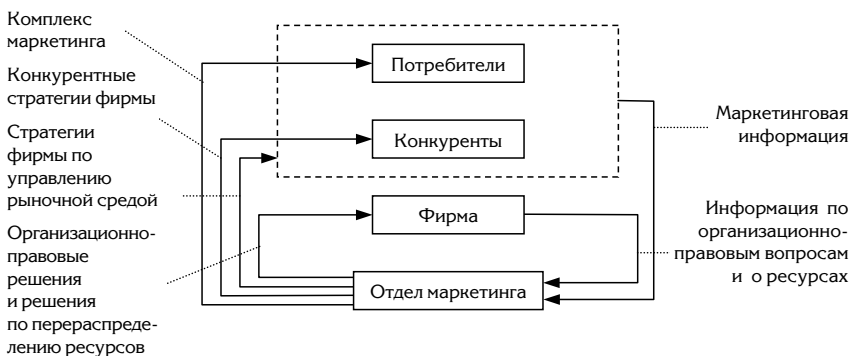 Комплекс
маркетинга
Конкурентные
стратегии фирмы
Стратегии
фирмы по
управлению
рыночной средой
Организационно-
правовые
решения
и решения
по перераспреде-
лению ресурсов
Потребители
Конкуренты
Фирма
Отдел маркетинга
Маркетинговая
информация
Информация по
организационно-
правовым вопросам
и о ресурсах